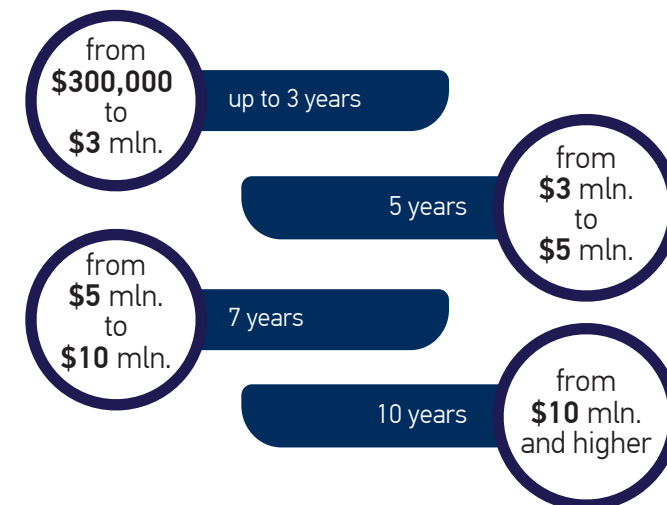 from
$300,000
to
$3 mln.
up to 3 years
from
$3 mln.
to
$5 mln.
5 years
from
$5 mln.
to
$10 mln.
7 years
from
$10 mln.
and higher
10 years